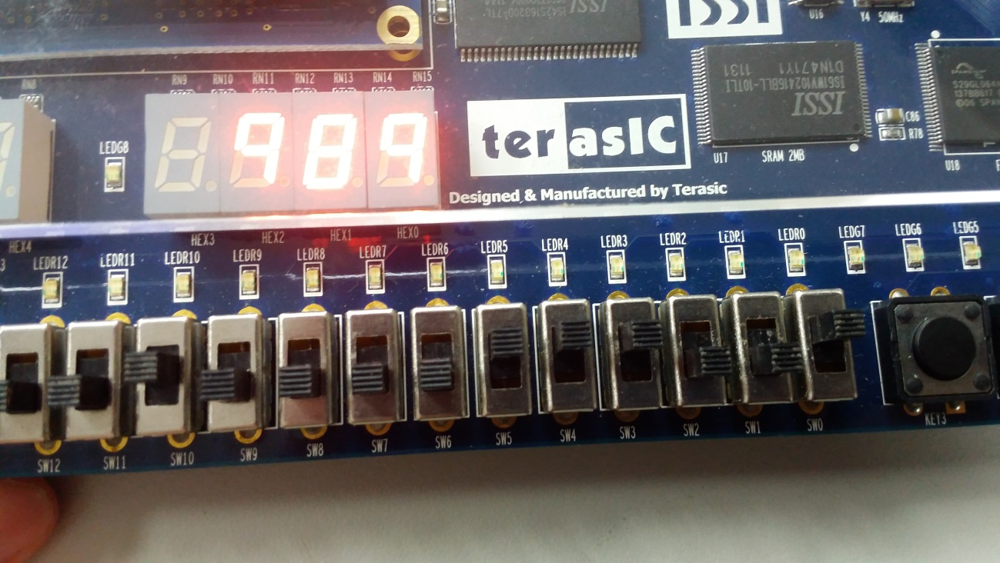 ISSI
U16
Y4 50MHz
RN8
RN9
RN10
RN11
RN12
RN13
RN14
RN15
1131 D1N471Y1
IS61WV102416BLL-10TLI
ISSI
C86
R78
LEDG8
989
terasIC
U17
SRAM 2MB
U18
Designed & Manufactured by Terasic
HEX4
HEX3
HEX2
HEX1
HEX0
LEDR12
LEDR11
LEDR10
LEDR9
LEDR8
LEDR7
LEDR6
LEDR5
LEDR4
LEDR3
LEDR2
LEDR1
LEDR0
LEDG7
LEDG6
LEDG5
SW12
SW11
SW10
SW9
SW8
SW7
SW6
SW5
SW4
SW3
SW2
SW1
SW0
KEY3